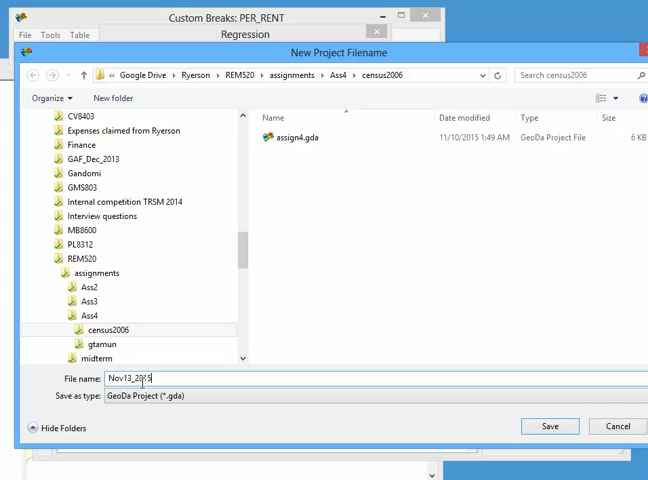 Custom Breaks: PER_RENT
File Tools Table
Regression
New Project Filename
« Google Drive Ryerson REM520 assignments Ass4 census2006
Search census2006
Organize New folder
Name Date modified Type Size
assign4.gda 11/10/2015 1:49 AM GeoDa Project File 6 KB
CV8403
Expenses claimed from Ryerson
Finance
GAF_Dec_2013
Gandomi
GMS803
Internal competition TRSM 2014
Interview questions
MB8600
PL8312
REM520
assignments
Ass2
Ass3
Ass4
census2006
gtamun
midterm
File name: Nov13_2015
Save as type: GeoDa Project (*.gda)
Hide Folders
Save Cancel